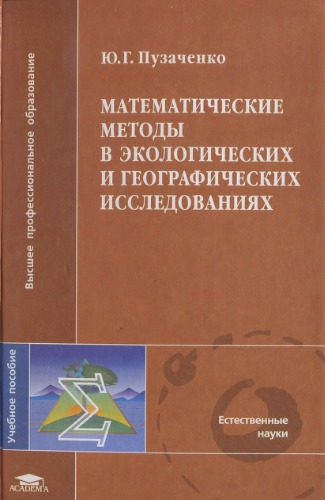 Ю.Г. Пузаченко
МАТЕМАТИЧЕСКИЕ
МЕТОДЫ
В ЭКОЛОГИЧЕСКИХ
И ГЕОГРАФИЧЕСКИХ
ИССЛЕДОВАНИЯХ
Высшее профессиональное образование
Учебное пособие
Σ
Естественные
науки
ACADEMA